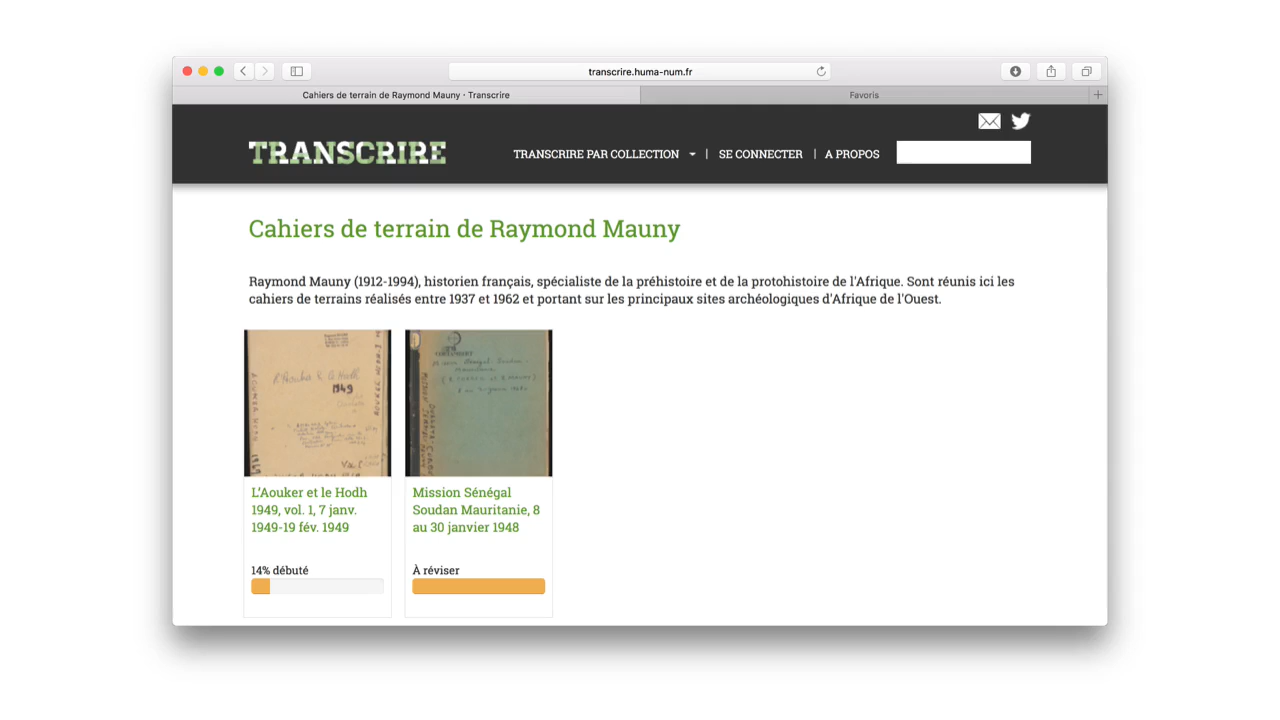 transcrire.huma-num.fr
Cahiers de terrain de Raymond Mauny · Transcrire
Favoris
TRANSCRIRE
TRANSCRIRE PAR COLLECTION | SE CONNECTER | A PROPOS
Cahiers de terrain de Raymond Mauny
Raymond Mauny (1912-1994), historien français, spécialiste de la préhistoire et de la protohistoire de l'Afrique. Sont réunis ici les
cahiers de terrains réalisés entre 1937 et 1962 et portant sur les principaux sites archéologiques d'Afrique de l'Ouest.
1949
L'Aouker et le Hodh
1949, vol. 1, 7 janv.
1949-19 fév. 1949
14% débuté
Mission Sénégal
Soudan Mauritanie, 8
au 30 janvier 1948
À réviser